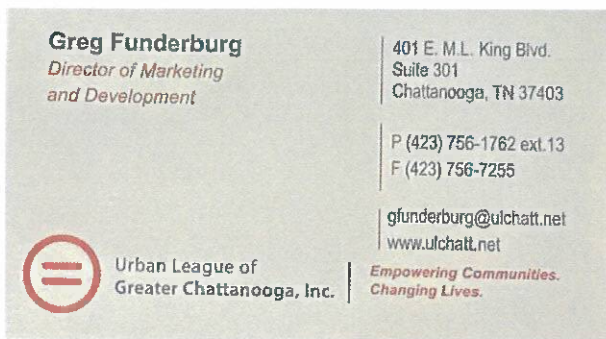 Greg Funderburg
Director of Marketing
and Development
401 E. M.L. King Blvd.
Suite 301
Chattanooga, TN 37403
P (423) 756-1762 ext.13
F (423) 756-7255
gfunderburg@ulchatt.net
www.ulchatt.net
Urban League of
Greater Chattanooga, Inc.
Empowering Communities.
Changing Lives.